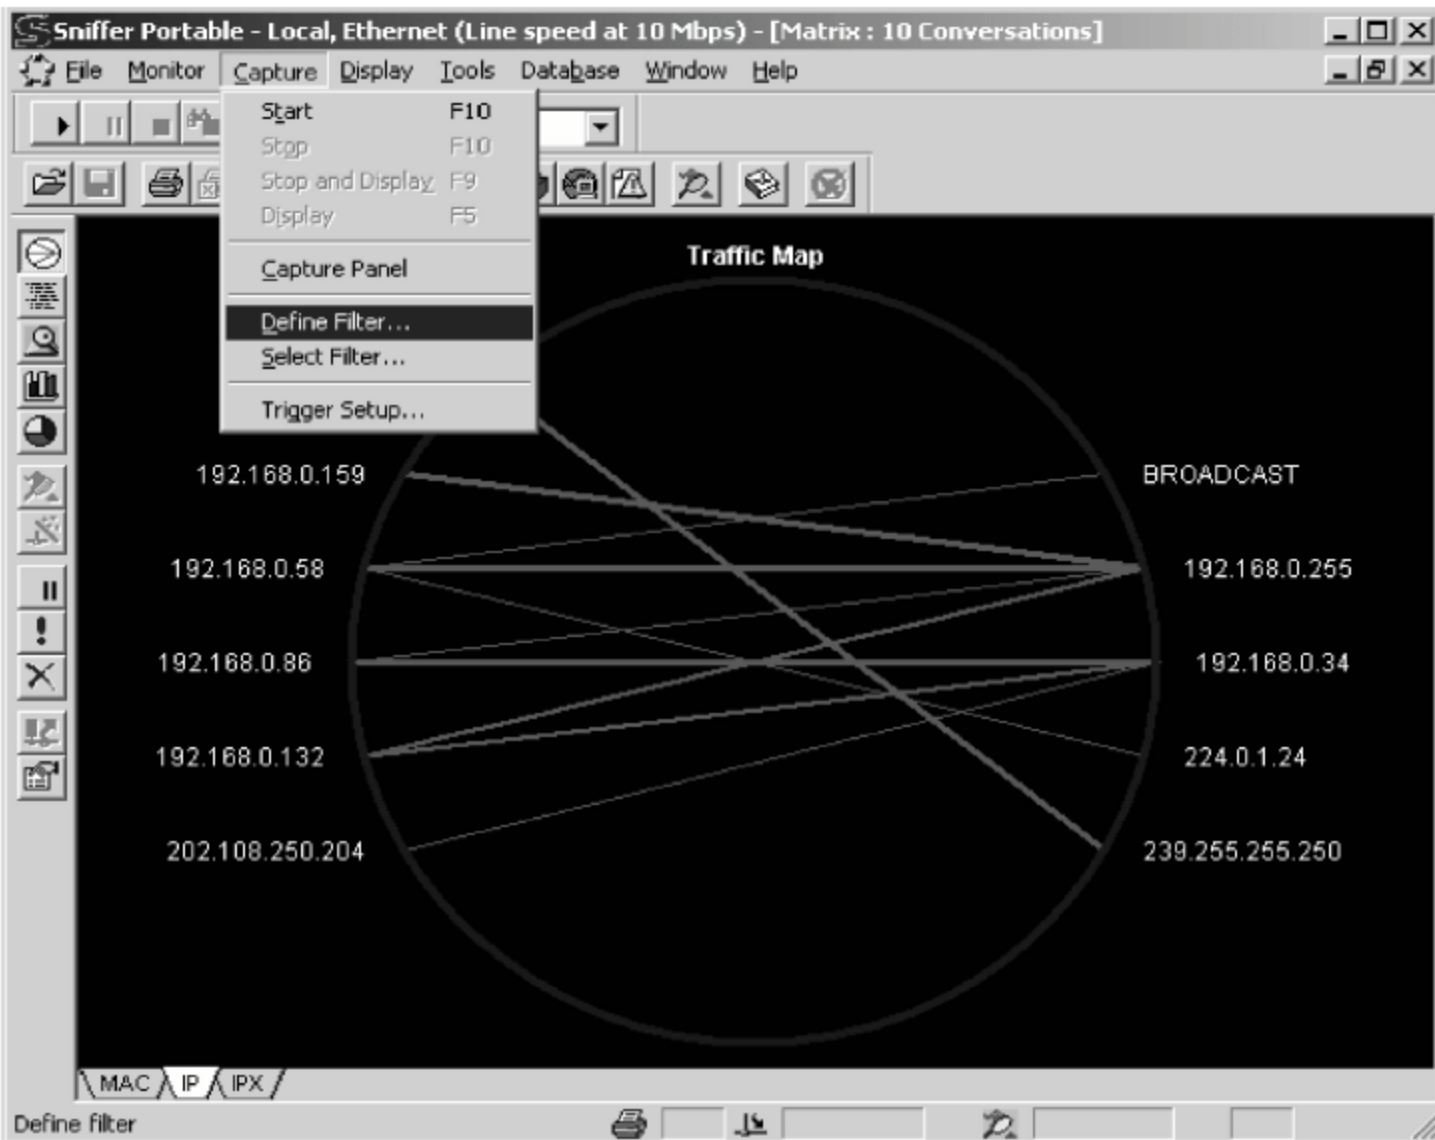 Sniffer Portable - Local, Ethernet (Line speed at 10 Mbps) - [Matrix : 10 Conversations]
File Monitor Capture Display Tools Database Window Help
Start F10
Stop F10
Stop and Display F9
Display F5
Capture Panel
Define Filter...
Select Filter...
Trigger Setup...
Traffic Map
192.168.0.159
BROADCAST
192.168.0.58
192.168.0.255
192.168.0.86
192.168.0.34
192.168.0.132
224.0.1.24
202.108.250.204
239.255.255.250
MAC IP IPX
Define filter